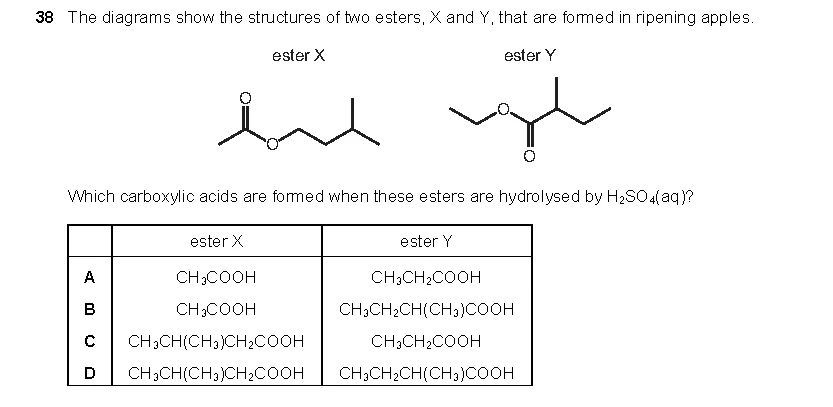 38 The diagrams show the structures of two esters, X and Y, that are formed in ripening apples.
ester X ester Y
O
O
O
O
Which carboxylic acids are formed when these esters are hydrolysed by H₂SO₄(aq)?
ester X ester Y
A CH₃COOH CH₃CH₂COOH
B CH₃COOH CH₃CH₂CH(CH₃)COOH
C CH₃CH(CH₃)CH₂COOH CH₃CH₂COOH
D CH₃CH(CH₃)CH₂COOH CH₃CH₂CH(CH₃)COOH